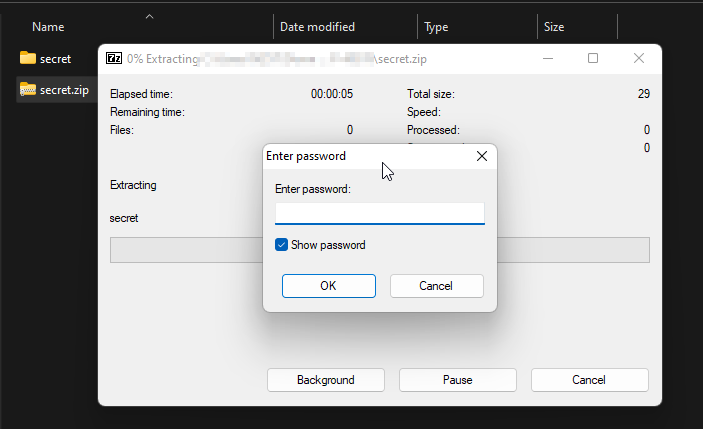 Name Date modified Type Size
secret
secret.zip
7z 0% Extracting \secret.zip
Elapsed time: 00:00:05 Total size: 29
Remaining time: Speed:
Files: 0 Processed: 0
0
Extracting
secret
Enter password
Enter password:
Show password
OK Cancel
Background Pause Cancel